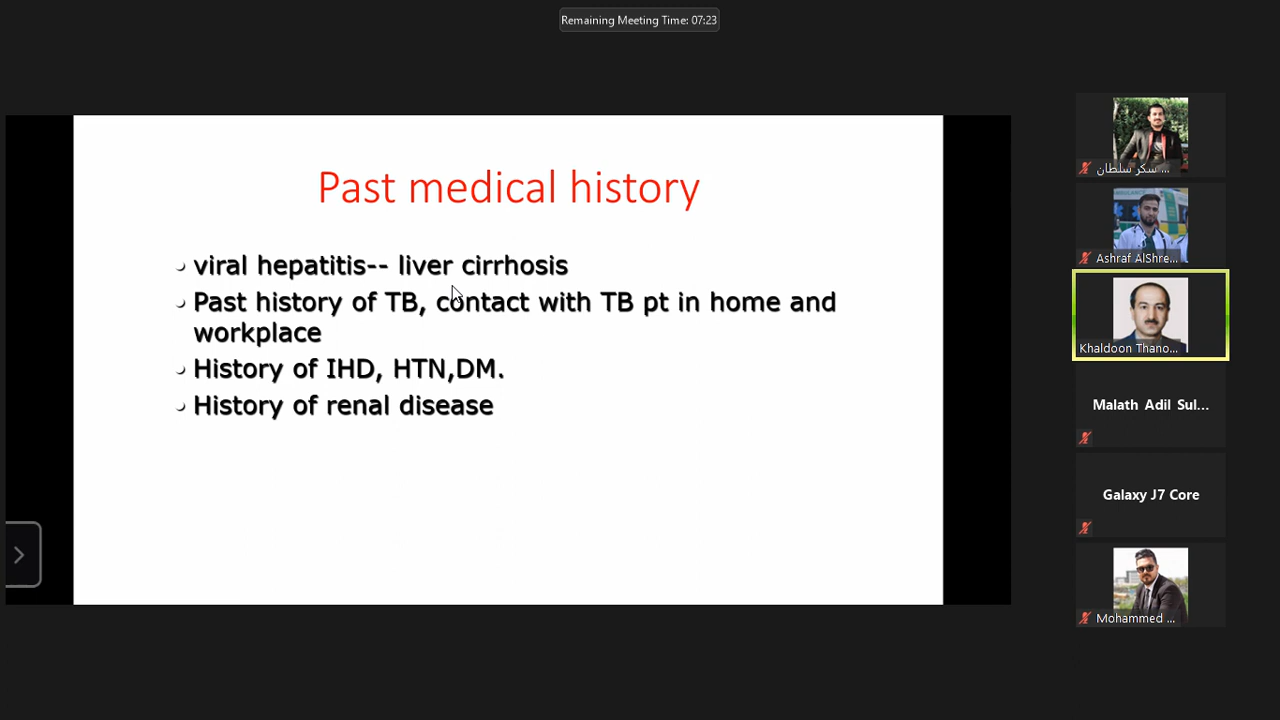 Remaining Meeting Time: 07:23
Past medical history
viral hepatitis-- liver cirrhosis
Past history of TB, contact with TB pt in home and
workplace
History of IHD, HTN,DM.
History of renal disease
سكر سلطان ...
Ashraf AlShre...
Khaldoon Thano...
Malath Adil Sul...
Galaxy J7 Core
Mohammed ...